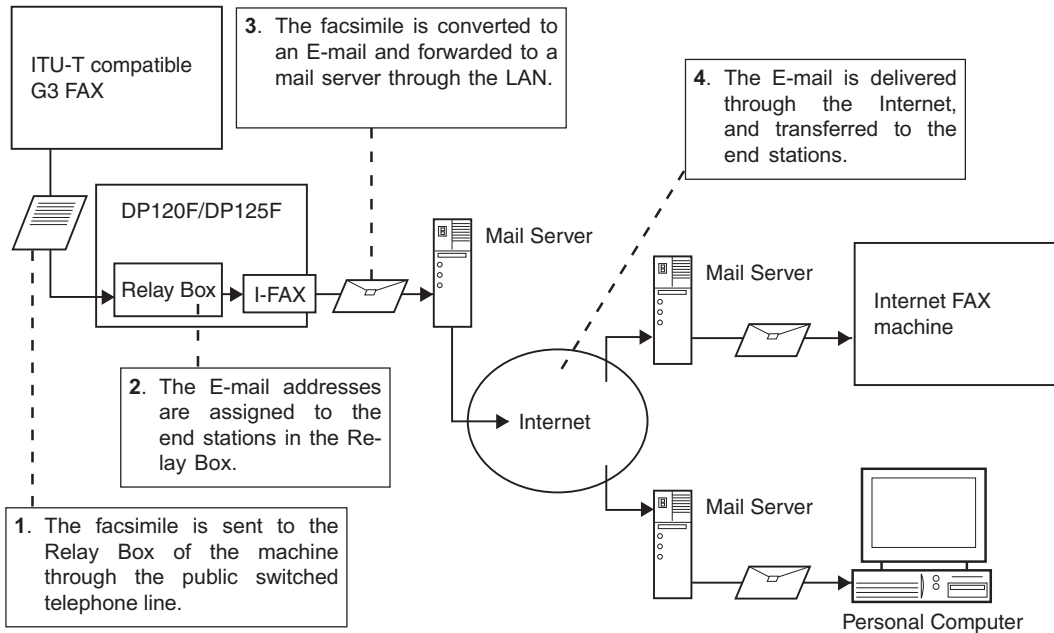 ITU-T compatible
G3 FAX
3. The facsimile is converted to
an E-mail and forwarded to a
mail server through the LAN.
4. The E-mail is delivered
through the Internet,
and transferred to the
end stations.
DP120F/DP125F
Relay Box
I-FAX
Mail Server
Mail Server
Internet FAX
machine
2. The E-mail addresses
are assigned to the
end stations in the Re-
lay Box.
Internet
1. The facsimile is sent to the
Relay Box of the machine
through the public switched
telephone line.
Mail Server
Personal Computer